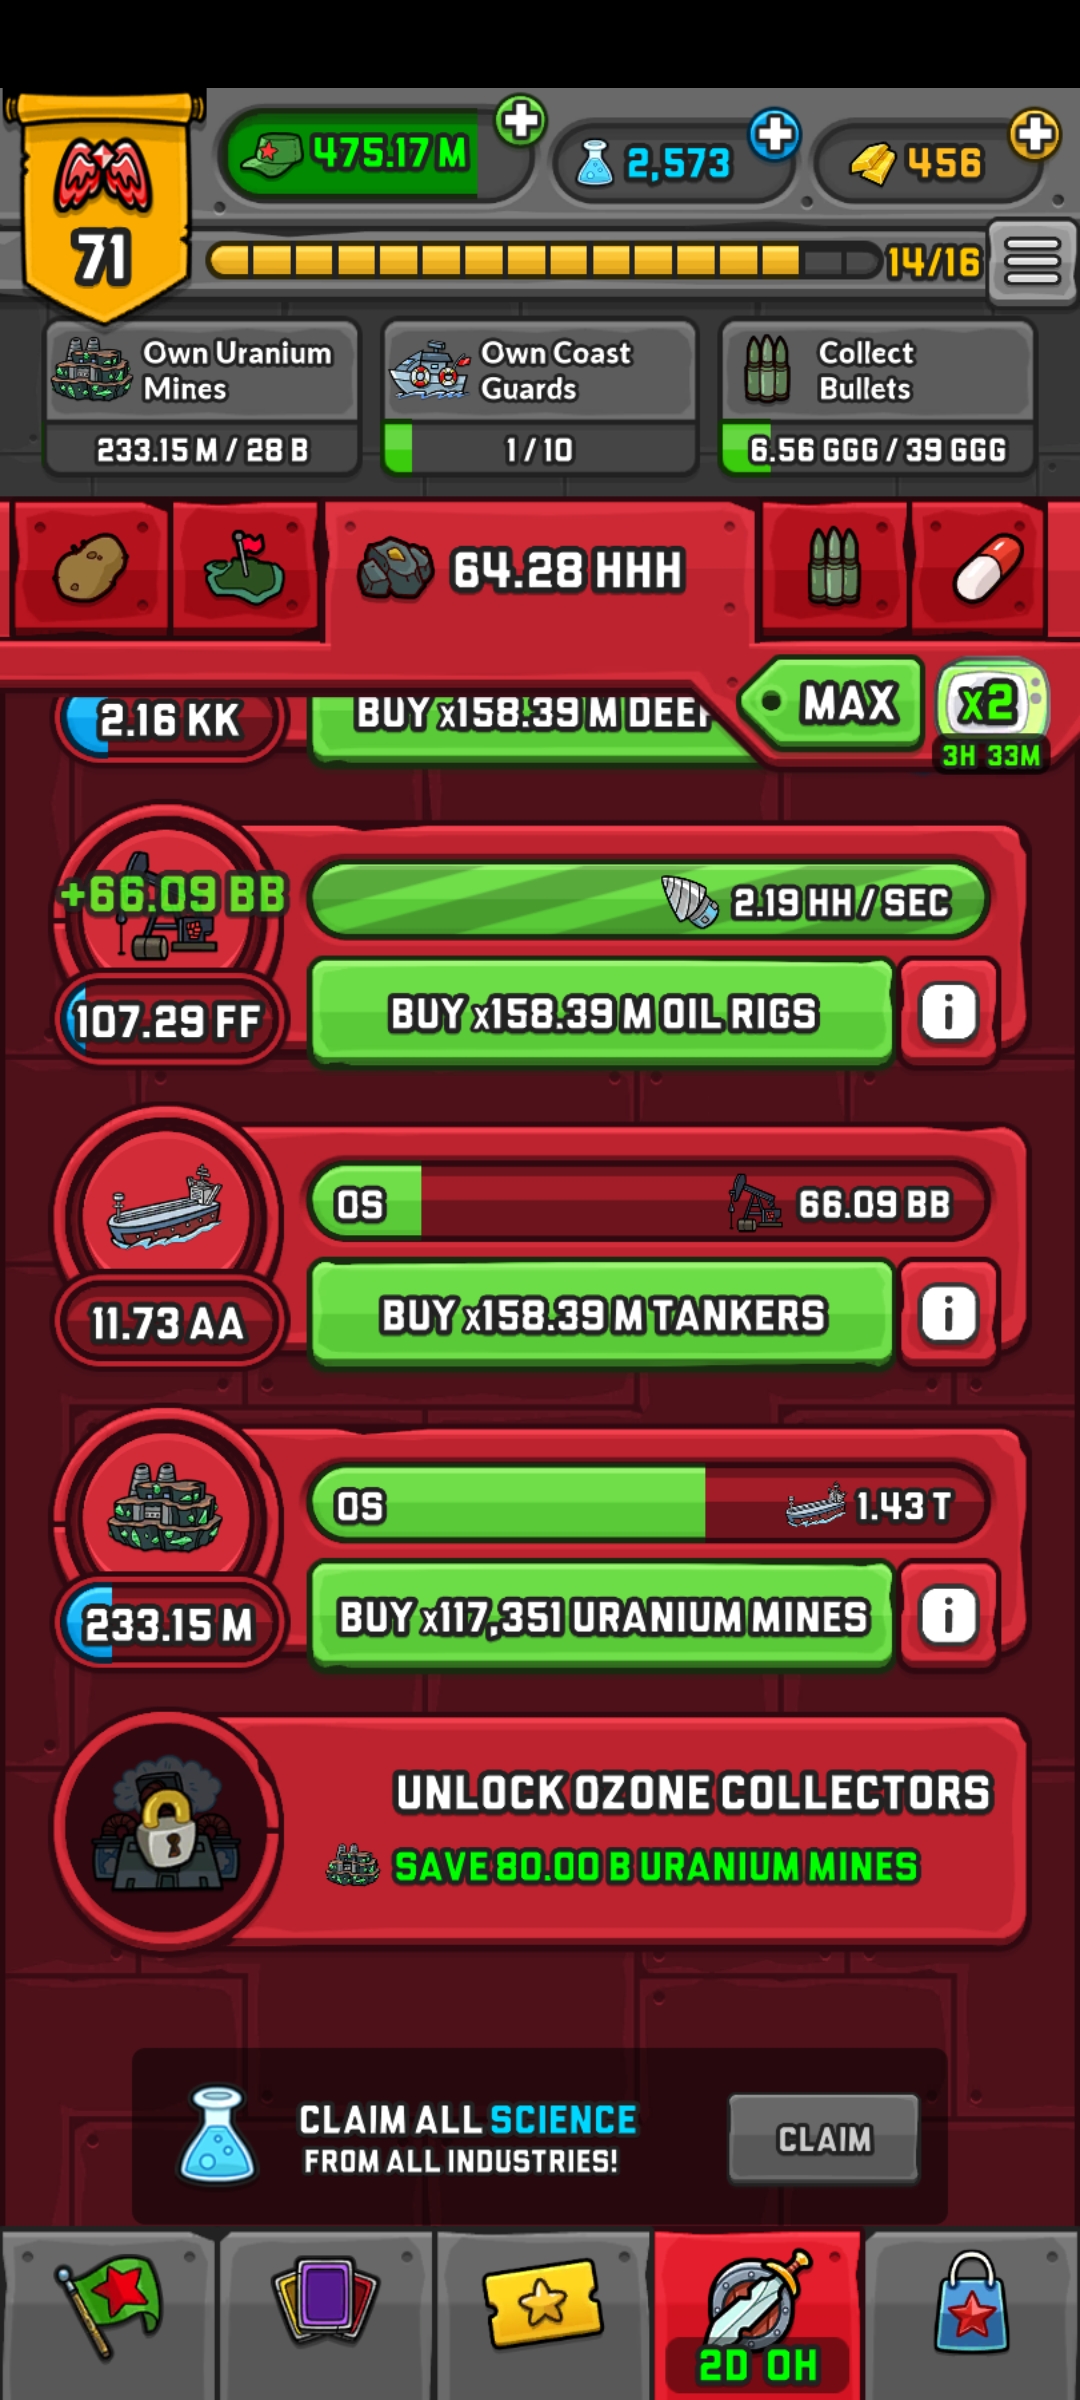 475.17 M
2,573
456
71
14/16
Own Uranium Mines
233.15 M / 28 B
Own Coast Guards
1 / 10
Collect Bullets
6.56 GGG / 39 GGG
64.28 HHH
MAX
x2
3H 33M
2.16 KK
BUY x158.39 M DEEP
+66.09 BB
2.19 HH / SEC
107.29 FF
BUY x158.39 M OIL RIGS
i
0S
66.09 BB
11.73 AA
BUY x158.39 M TANKERS
i
0S
1.43 T
233.15 M
BUY x117,351 URANIUM MINES
i
UNLOCK OZONE COLLECTORS
SAVE 80.00 B URANIUM MINES
CLAIM ALL SCIENCE
FROM ALL INDUSTRIES!
CLAIM
2D 0H